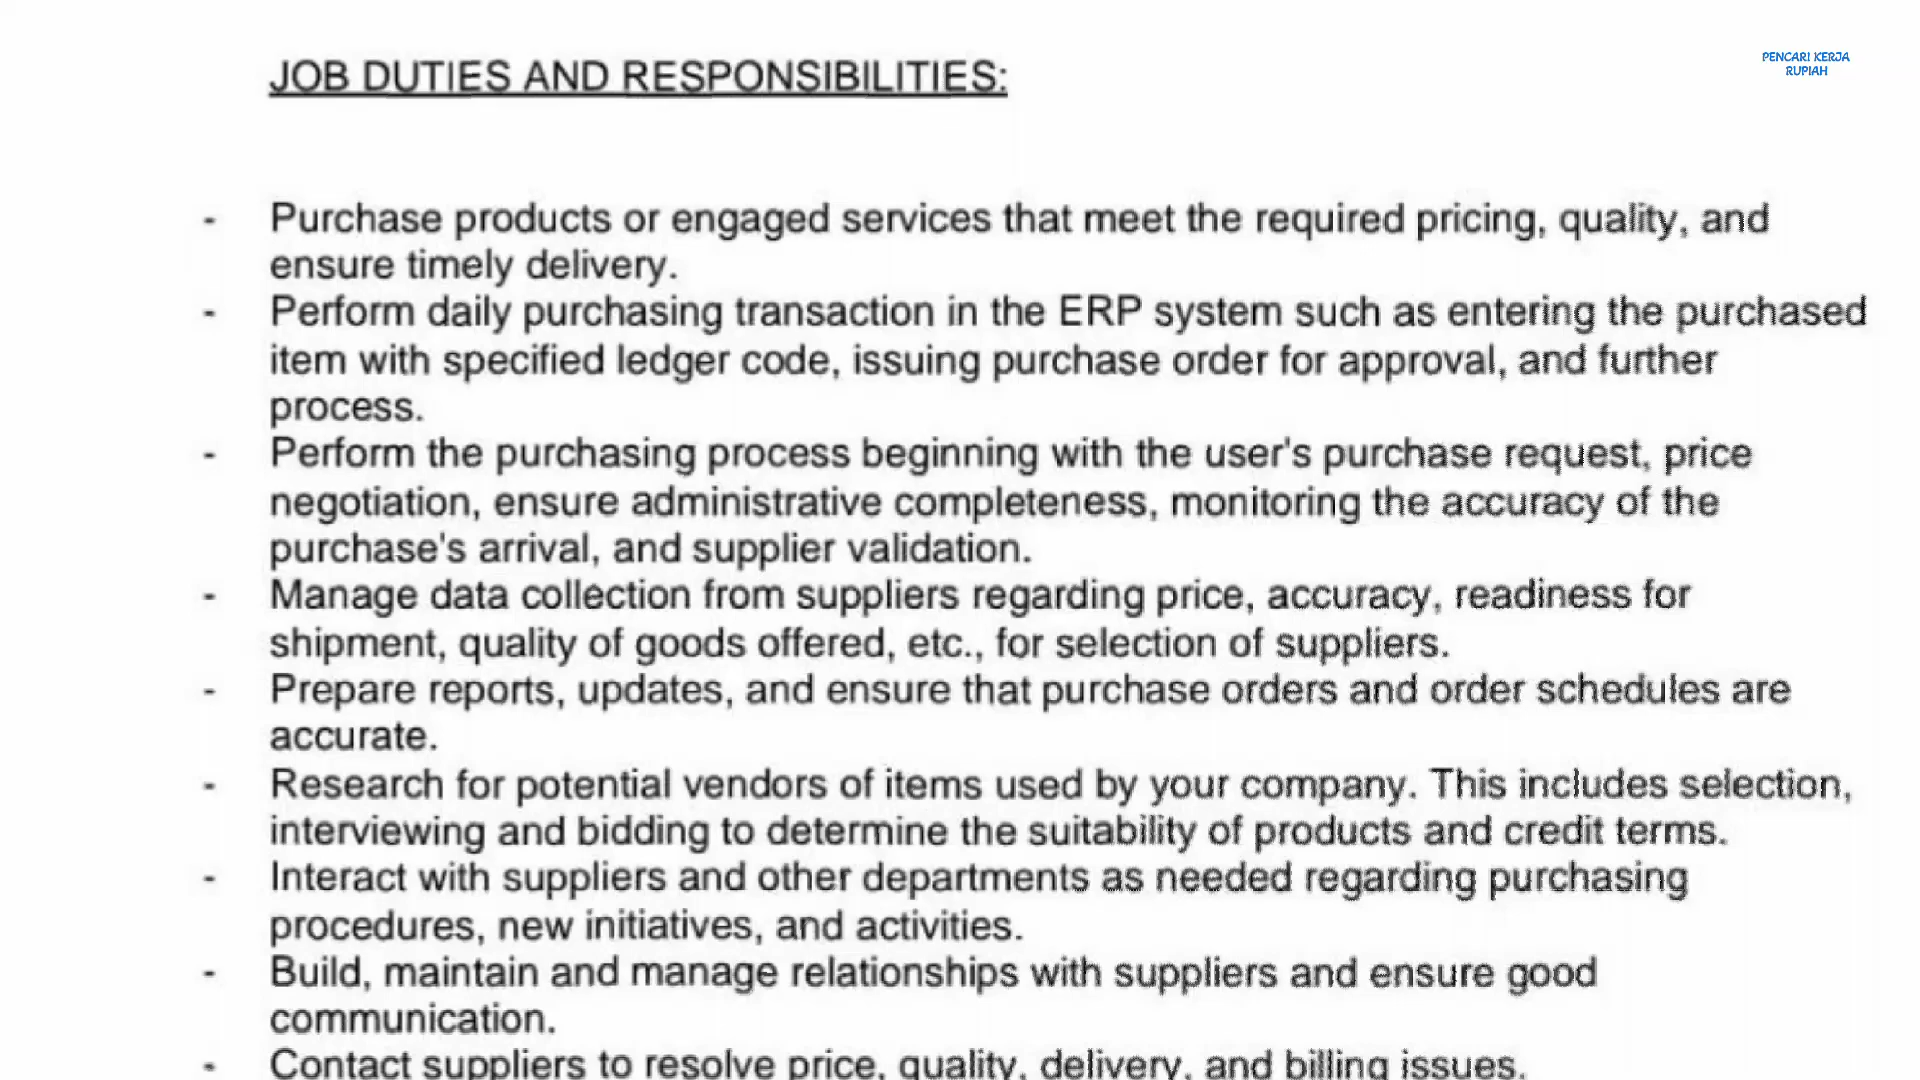 JOB DUTIES AND RESPONSIBILITIES:
PENCARI KERJA
RUPIAH
- Purchase products or engaged services that meet the required pricing, quality, and
ensure timely delivery.
- Perform daily purchasing transaction in the ERP system such as entering the purchased
item with specified ledger code, issuing purchase order for approval, and further
process.
- Perform the purchasing process beginning with the user's purchase request, price
negotiation, ensure administrative completeness, monitoring the accuracy of the
purchase's arrival, and supplier validation.
- Manage data collection from suppliers regarding price, accuracy, readiness for
shipment, quality of goods offered, etc., for selection of suppliers.
- Prepare reports, updates, and ensure that purchase orders and order schedules are
accurate.
- Research for potential vendors of items used by your company. This includes selection,
interviewing and bidding to determine the suitability of products and credit terms.
- Interact with suppliers and other departments as needed regarding purchasing
procedures, new initiatives, and activities.
- Build, maintain and manage relationships with suppliers and ensure good
communication.
- Contact suppliers to resolve price, quality, delivery, and billing issues.